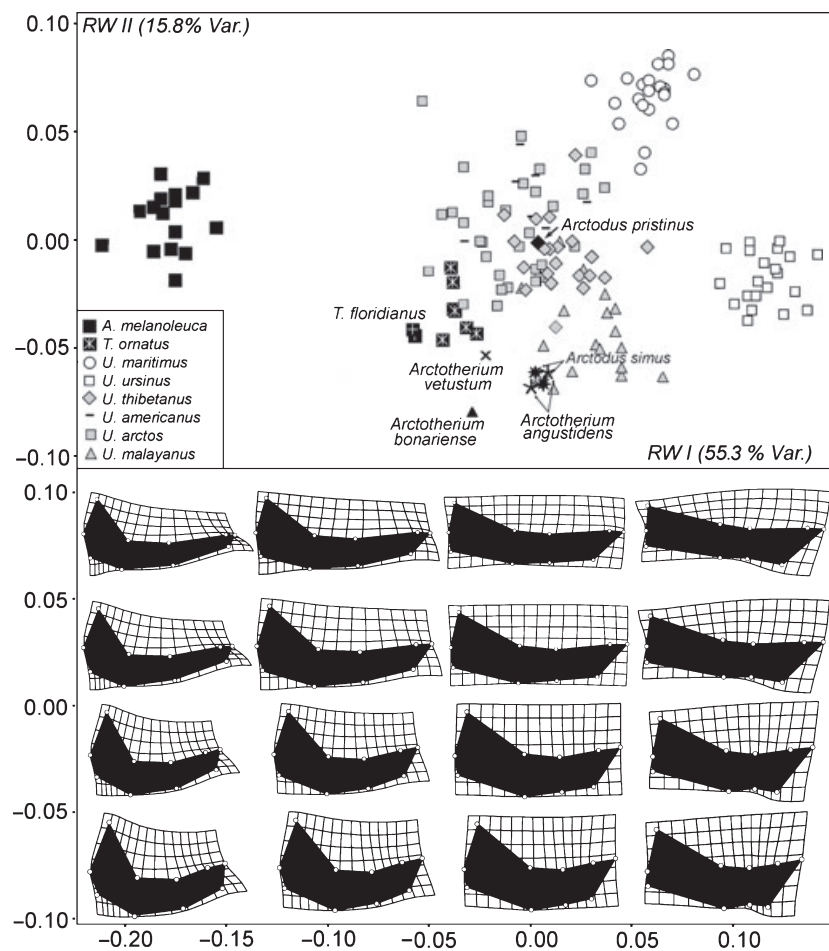 0.10
RW II (15.8% Var.)
0.05
0.00
Arctodus pristinus
T. floridianus
-0.05
Arctotherium
vetustum
Arctodus simus
Arctotherium
bonariense
Arctotherium
angustidens
A. melanoleuca
T. ornatus
U. maritimus
U. ursinus
U. thibetanus
U. americanus
U. arctos
U. malayanus
-0.10
RW I (55.3 % Var.)
0.10
0.05
0.00
-0.05
-0.10
-0.20 -0.15 -0.10 -0.05 0.00 0.05 0.10